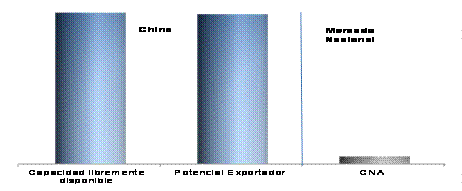 China
Mercado
Nacional
Capacidad libremente
disponible
Potencial Exportador
CNA